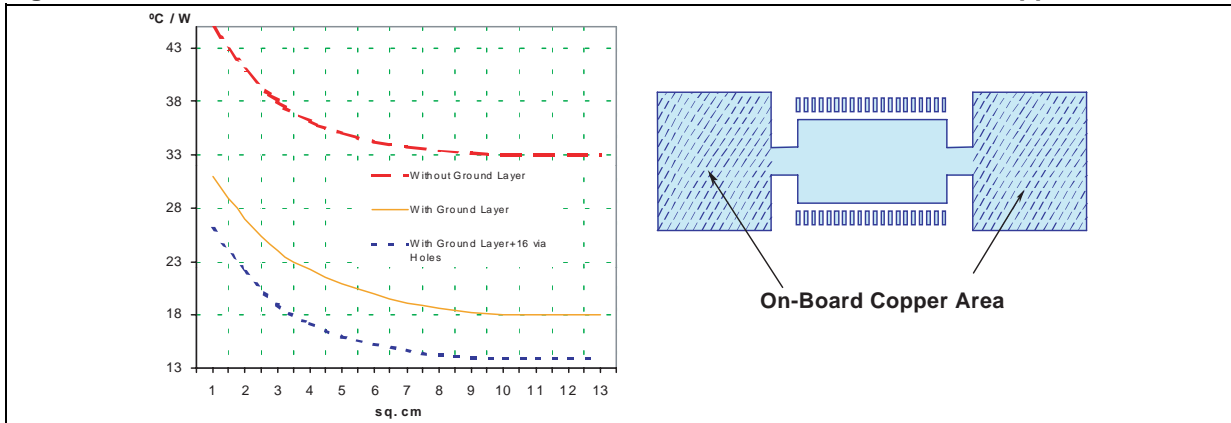 ºC / W
43
38
33
28
23
18
13
Without Ground Layer
With Ground Layer
With Ground Layer+16 via
Holes
1 2 3 4 5 6 7 8 9 10 11 12 13
sq. cm
On-Board Copper Area